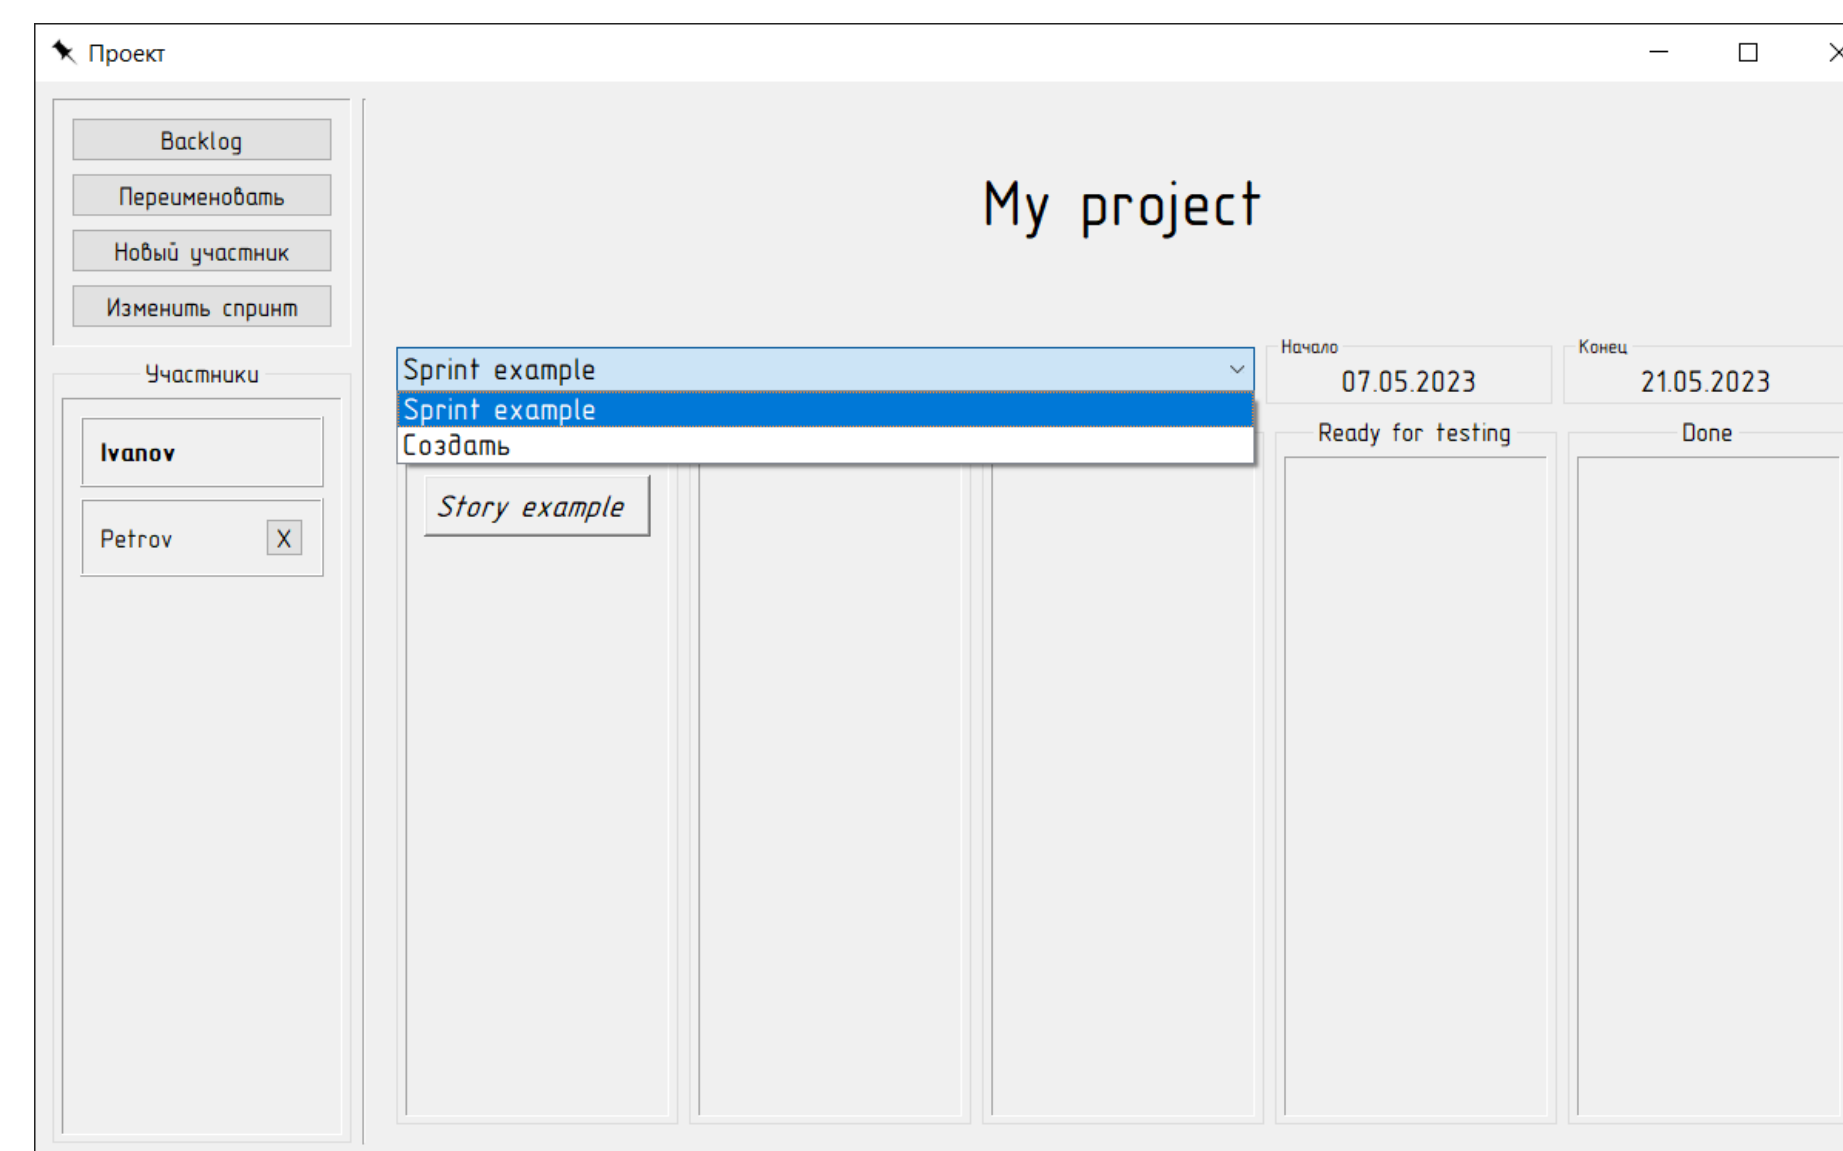 Проект
Backlog
Переименовать
Новый участник
Изменить спринт
Участники
Ivanov
Petrov X
My project
Sprint example
Sprint example
Создать
Начало
07.05.2023
Конец
21.05.2023
Ready for testing
Done
Story example